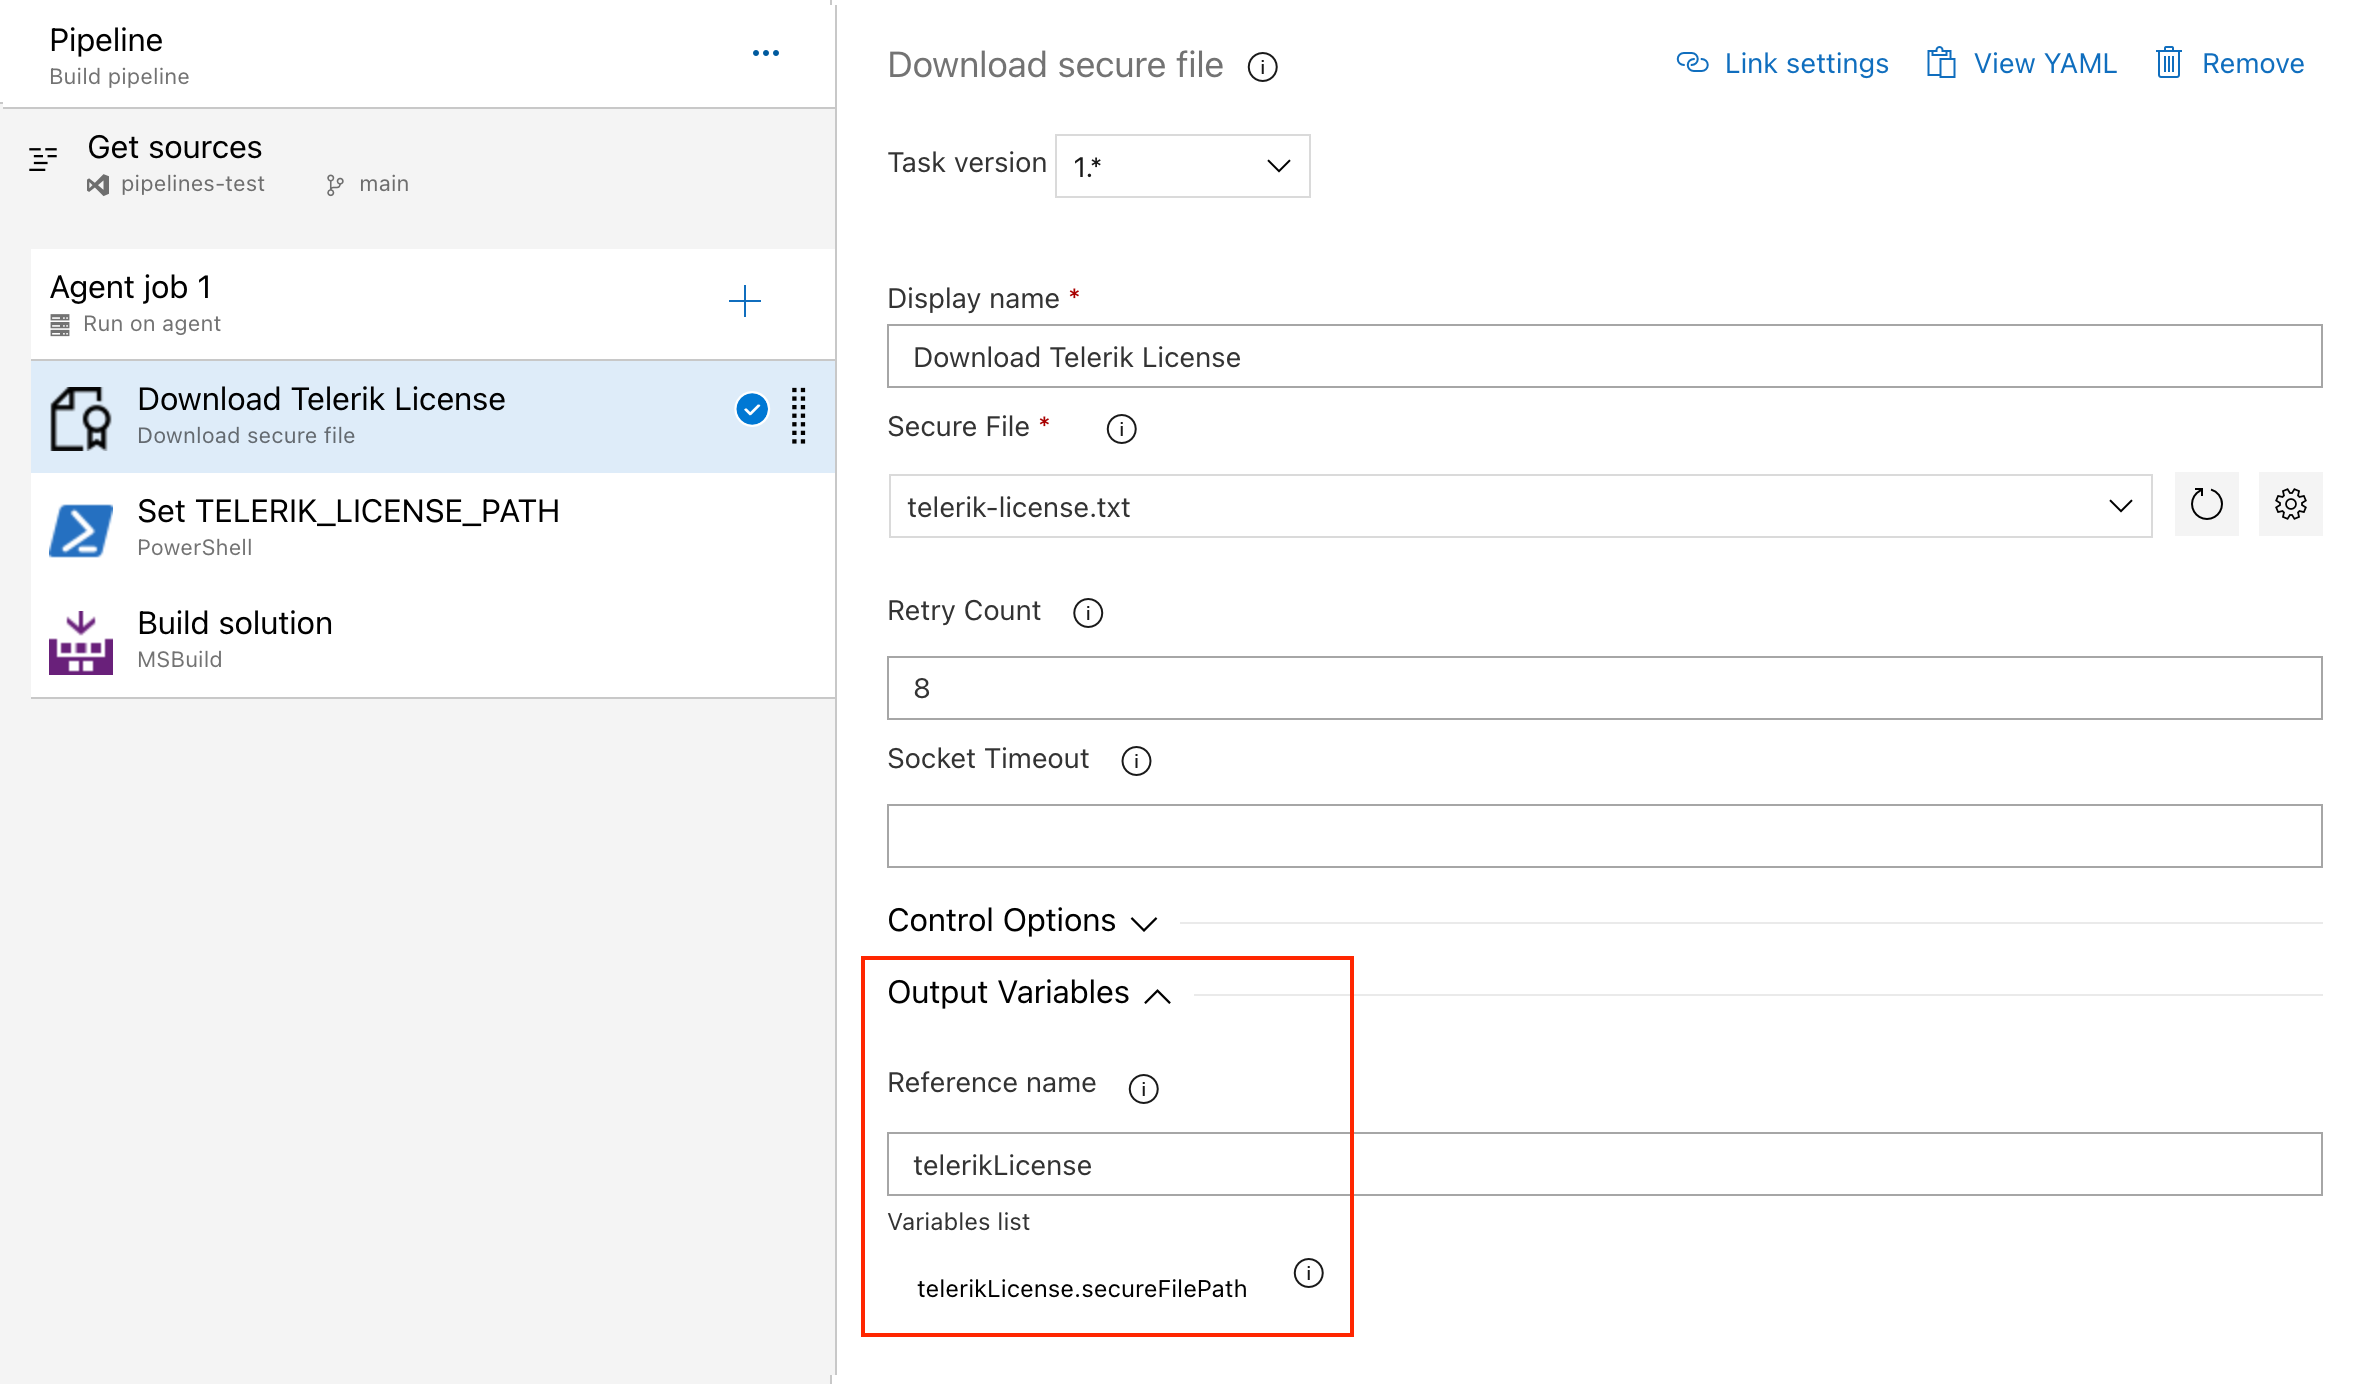 Pipeline
Build pipeline
Get sources
pipelines-test
main
Agent job 1
Run on agent
Download Telerik License
Download secure file
Set TELERIK_LICENSE_PATH
PowerShell
Build solution
MSBuild
Download secure file
Link settings
View YAML
Remove
Task version
1.*
Display name *
Download Telerik License
Secure File *
telerik-license.txt
Retry Count
8
Socket Timeout
Control Options
Output Variables
Reference name
telerikLicense
Variables list
telerikLicense.secureFilePath